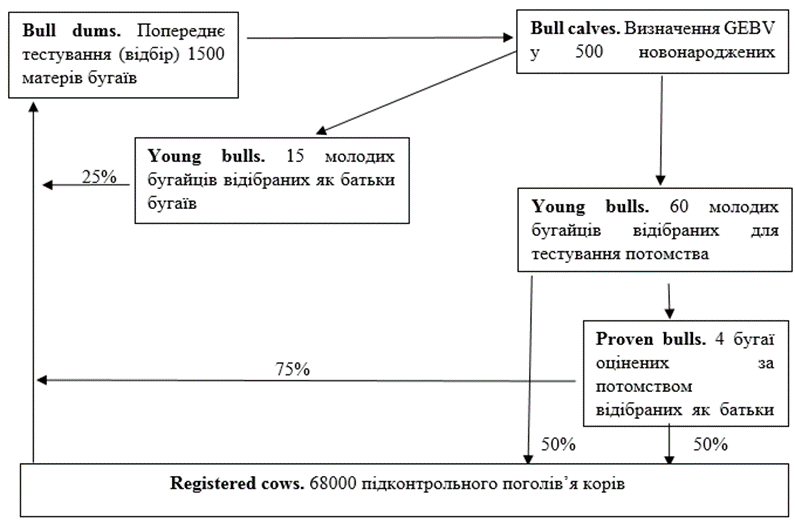 Bull dums. Попереднє
тестування (відбір) 1500
матерів бугаїв
Bull calves. Визначення GEBV
у 500 новонароджених
Young bulls. 15 молодих
бугайців відібраних як батьки
бугаїв
25%
Young bulls. 60 молодих
бугайців відібраних для
тестування потомства
Proven bulls. 4 бугаї
оцінених за
потомством
відібраних як батьки
75%
50%
50%
Registered cows. 68000 підконтрольного поголів’я корів